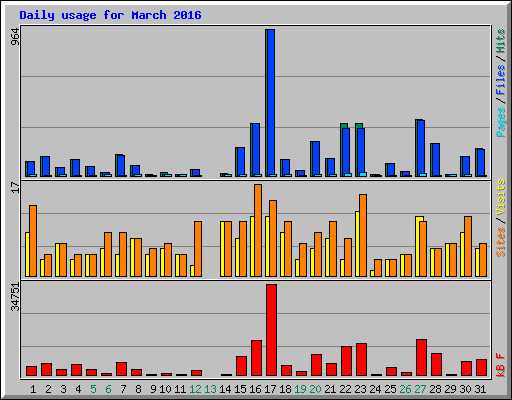 Daily usage for March 2016
964
Pages / Files / Hits
17
Sites / Visits
34751
kB F
1 2 3 4 5 6 7 8 9 10 11 12 13 14 15 16 17 18 19 20 21 22 23 24 25 26 27 28 29 30 31